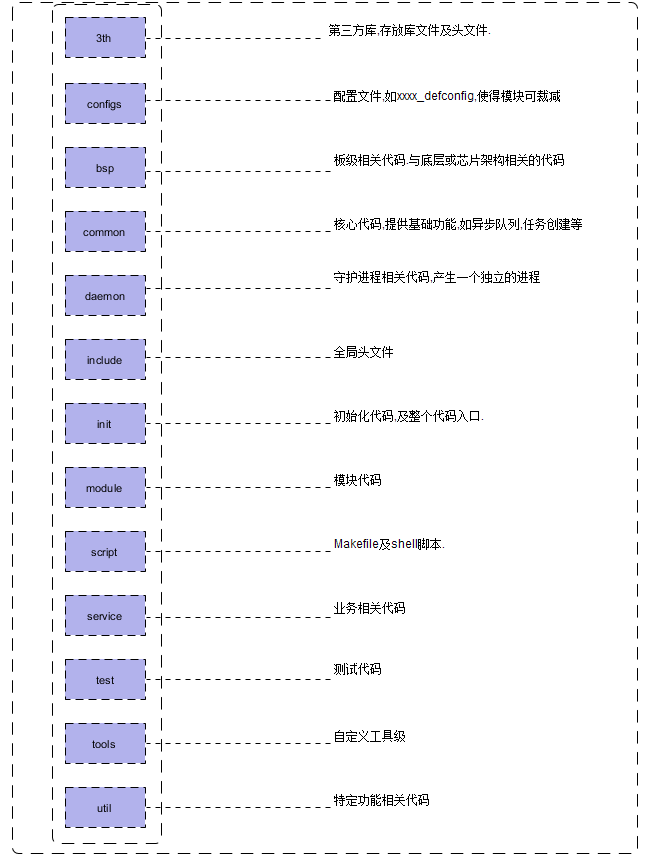 3th
第三方库,存放库文件及头文件.
configs
配置文件,如xxxx_defconfig,使得模块可裁减
bsp
板级相关代码.与底层或芯片架构相关的代码
common
核心代码,提供基础功能,如异步队列,任务创建等
daemon
守护进程相关代码,产生一个独立的进程
include
全局头文件
init
初始化代码,及整个代码入口.
module
模块代码
script
Makefile及shell脚本.
service
业务相关代码
test
测试代码
tools
自定义工具级
util
特定功能相关代码